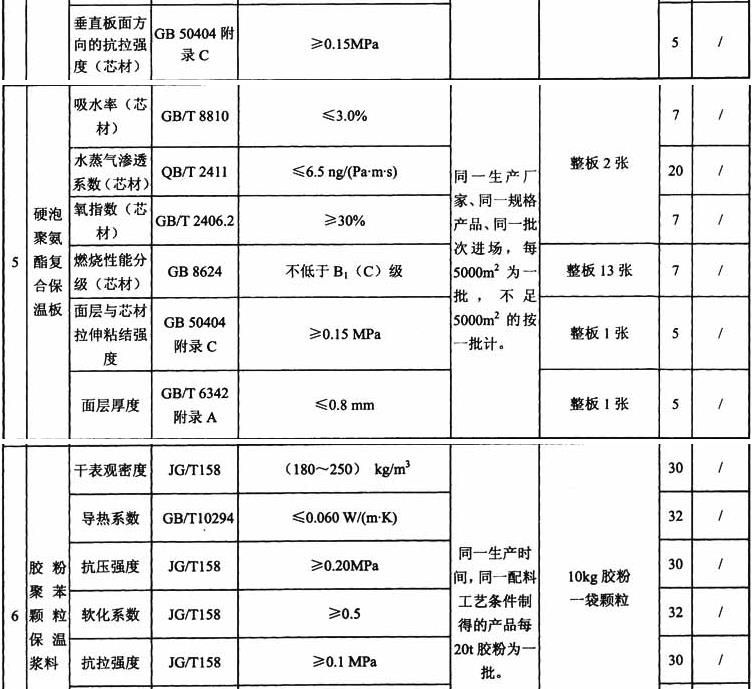 垂直板面方
向的抗拉强
度（芯材）
GB 50404 附
录 C
≥0.15MPa
5
/
5
硬泡
聚氨
酯复
合保
温板
吸水率（芯
材）
GB/T 8810
≤3.0%
同一生产厂
家、同一规格
产品、同一批
次进场，每
5000m² 为一
批，不足
5000m² 的按
一批计。
整板 2 张
7
/
水蒸气渗透
系数（芯材）
QB/T 2411
≤6.5 ng/(Pa·m·s)
20
/
氧指数（芯
材）
GB/T 2406.2
≥30%
7
/
燃烧性能分
级（芯材）
GB 8624
不低于 B₁（C）级
整板 13 张
7
/
面层与芯材
拉伸粘结强
度
GB 50404
附录 C
≥0.15 MPa
整板 1 张
5
/
面层厚度
GB/T 6342
附录 A
≤0.8 mm
整板 1 张
5
/
6
胶粉
聚苯
颗粒
保温
浆料
干表观密度
JG/T158
（180～250） kg/m³
同一生产时
间，同一配料
工艺条件制
得的产品每
20t 胶粉为一
批。
10kg 胶粉
一袋颗粒
30
/
导热系数
GB/T10294
≤0.060 W/(m·K)
32
/
抗压强度
JG/T158
≥0.20MPa
30
/
软化系数
JG/T158
≥0.5
32
/
抗拉强度
JG/T158
≥0.1 MPa
30
/